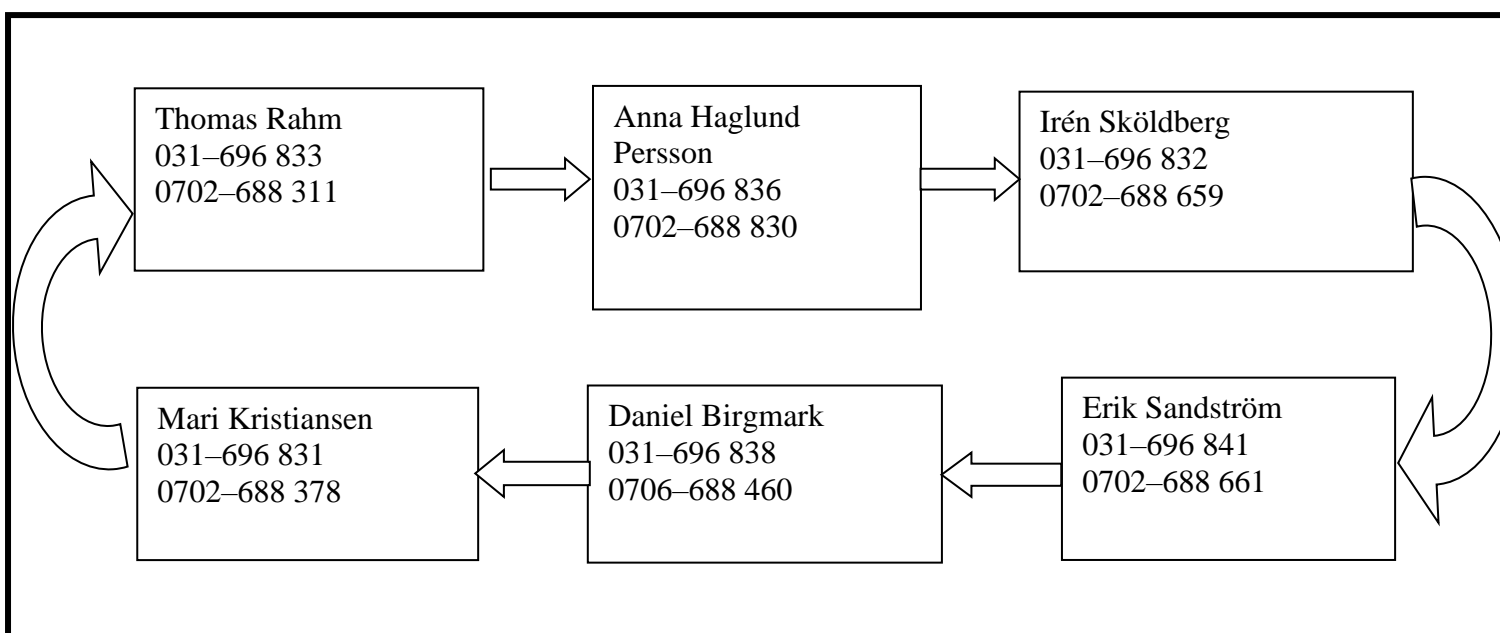 Thomas Rahm
031–696 833
0702–688 311
Anna Haglund
Persson
031–696 836
0702–688 830
Irén Sköldberg
031–696 832
0702–688 659
Erik Sandström
031–696 841
0702–688 661
Daniel Birgmark
031–696 838
0706–688 460
Mari Kristiansen
031–696 831
0702–688 378